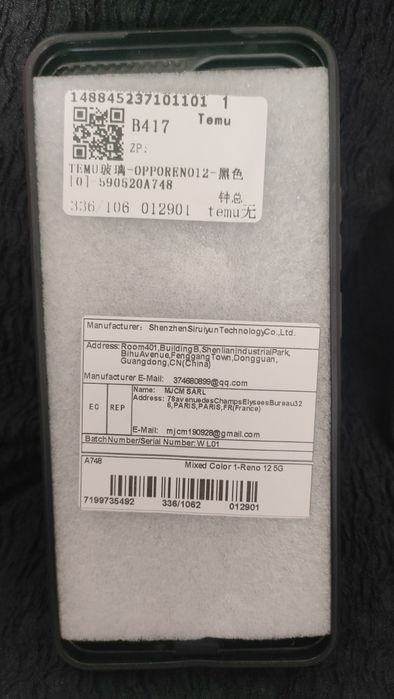 148845237101101 1
Temu
B417
ZP:
TEMU玻璃-OPPORENO12-黑色
[0]-590520A748
钟总
336/106 012901 temu无
Manufacturer: ShenzhenSiruiyunTechnologyCo.,Ltd.
Address: Room401,BuildingB,ShenlianIndustrialPark,
BihuAvenue,FenggangTown,Dongguan,
Guangdong,CN(China)
Manufacturer E-Mail: 374680899@qq.com
EC REP
Name: MJCM SARL
Address: 78avenuedesChampsElyseesBureau32
6,PARIS,PARIS,FR(France)
E-Mail: mjcm190928@gmail.com
BatchNumber/Serial Number: WL01
A748 Mixed Color 1-Reno 12 5G
7199735492 336/1062 012901